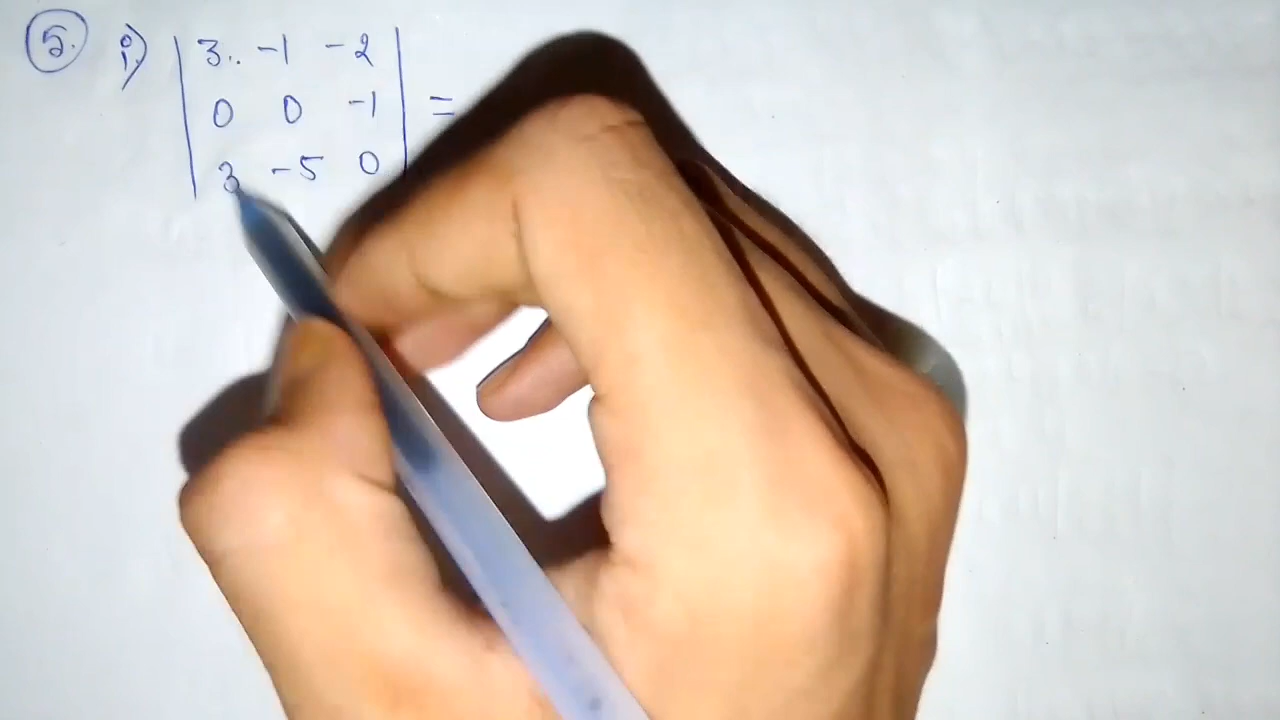 5. i) | 3 -1 -2 |
| 0 0 -1 | =
| 3 -5 0 |